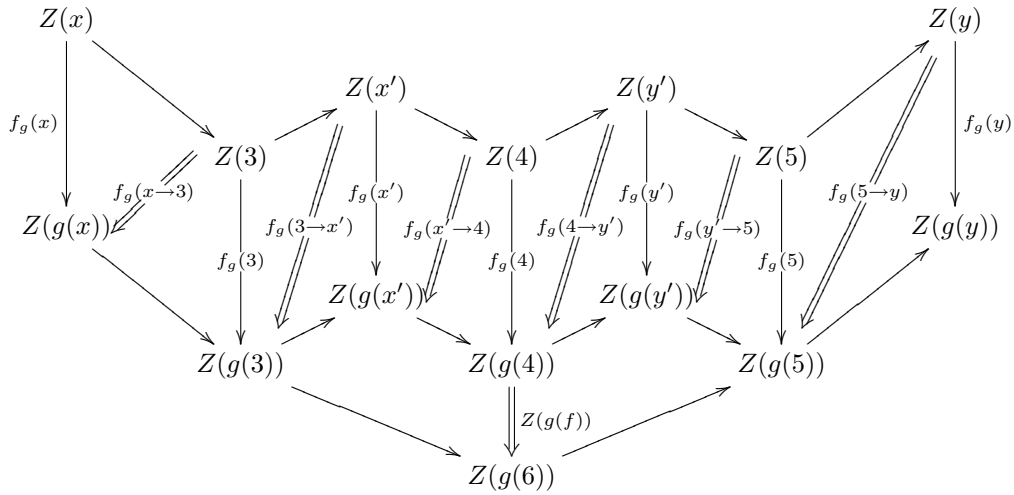 Z(x) Z(y)
Z(x′) Z(y′)
f_g(x) f_g(y)
Z(3) Z(4) Z(5)
f_g(x→3) f_g(x′) f_g(y′) f_g(5→y)
Z(g(x)) f_g(3→x′) f_g(x′→4) f_g(4→y′) f_g(y′→5) Z(g(y))
f_g(3) f_g(4) f_g(5)
Z(g(x′)) Z(g(y′))
Z(g(3)) Z(g(4)) Z(g(5))
Z(g(f))
Z(g(6))